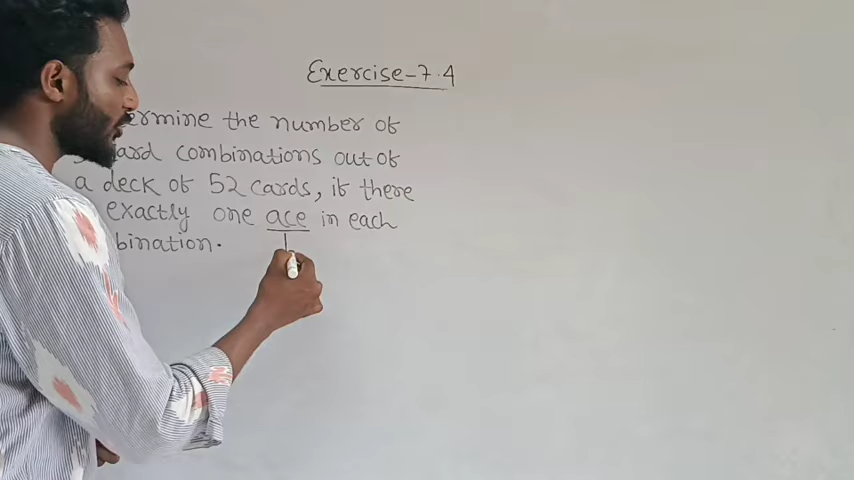 Exercise-7.4
ermine the number of
ard combinations out of
a deck of 52 cards, if there
exactly one ace in each
bination.